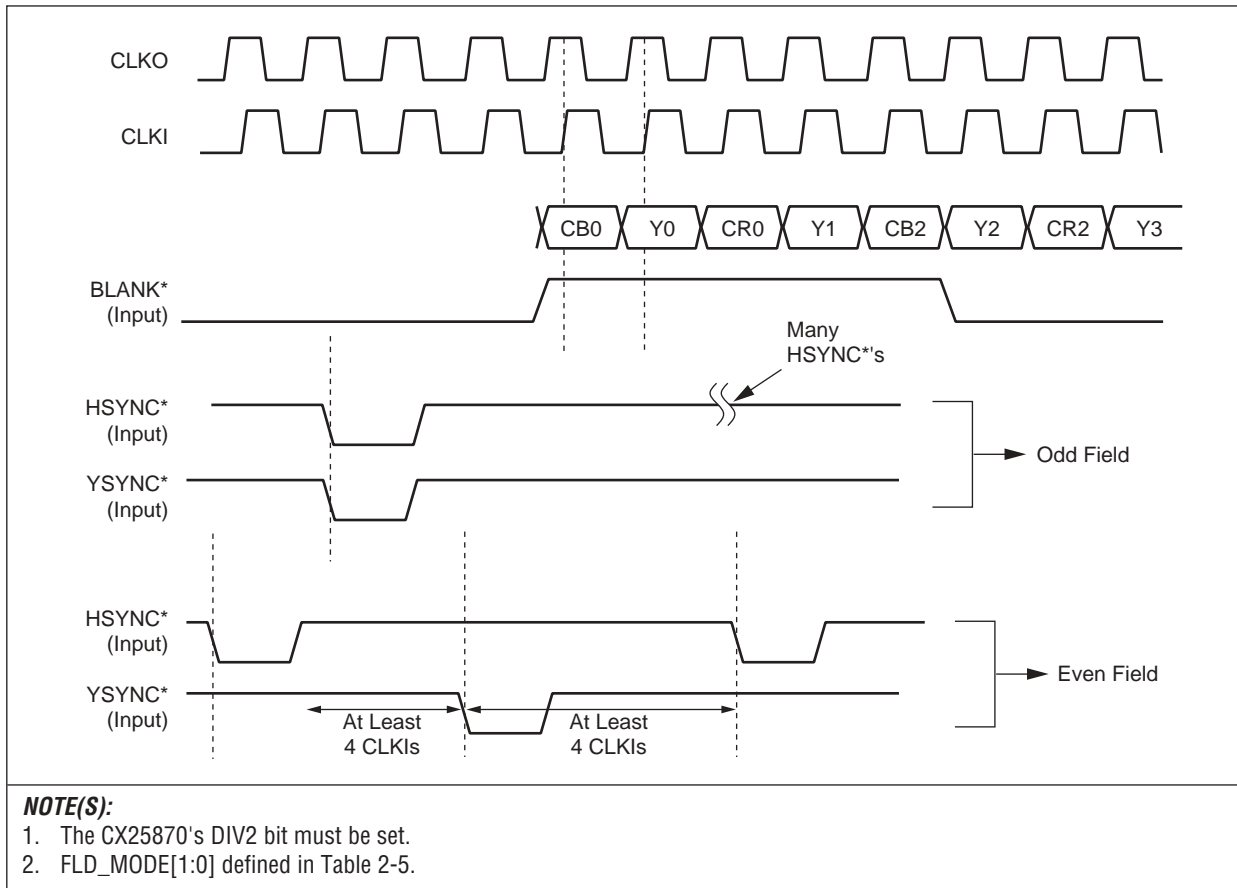 CLKO
CLKI
CB0 Y0 CR0 Y1 CB2 Y2 CR2 Y3
BLANK*
(Input)
Many
HSYNC*'s
HSYNC*
(Input)
Odd Field
YSYNC*
(Input)
HSYNC*
(Input)
Even Field
YSYNC*
(Input)
At Least
4 CLKIs
At Least
4 CLKIs
NOTE(S):
1. The CX25870's DIV2 bit must be set.
2. FLD_MODE[1:0] defined in Table 2-5.